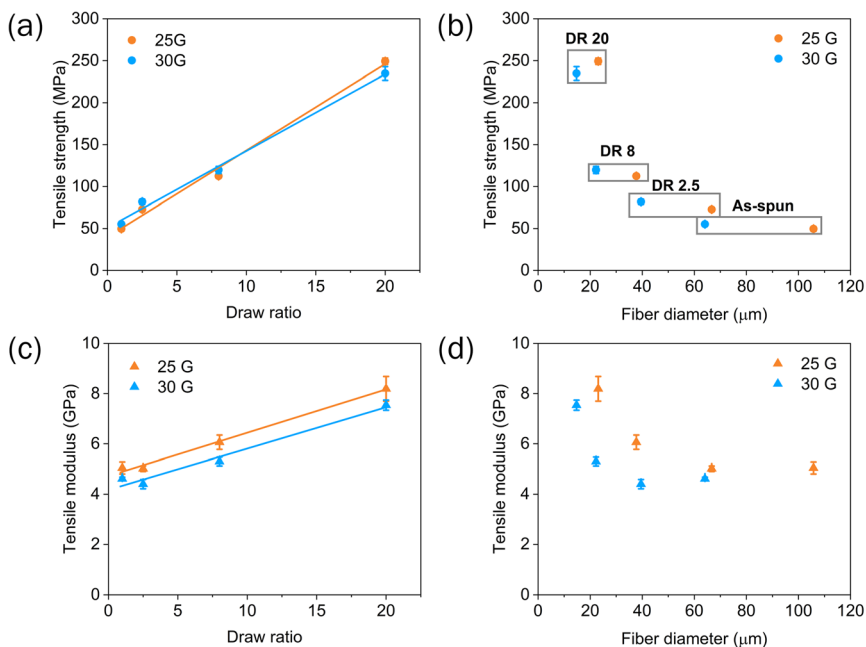 (a)
25G
30G
Tensile strength (MPa)
300
250
200
150
100
50
0
0
5
10
15
20
Draw ratio
(b)
DR 20
25 G
30 G
DR 8
DR 2.5
As-spun
Tensile strength (MPa)
300
250
200
150
100
50
0
0
20
40
60
80
100
120
Fiber diameter (μm)
(c)
25 G
30 G
Tensile modulus (GPa)
10
8
6
4
2
0
0
5
10
15
20
Draw ratio
(d)
25 G
30 G
Tensile modulus (GPa)
10
8
6
4
2
0
0
20
40
60
80
100
120
Fiber diameter (μm)